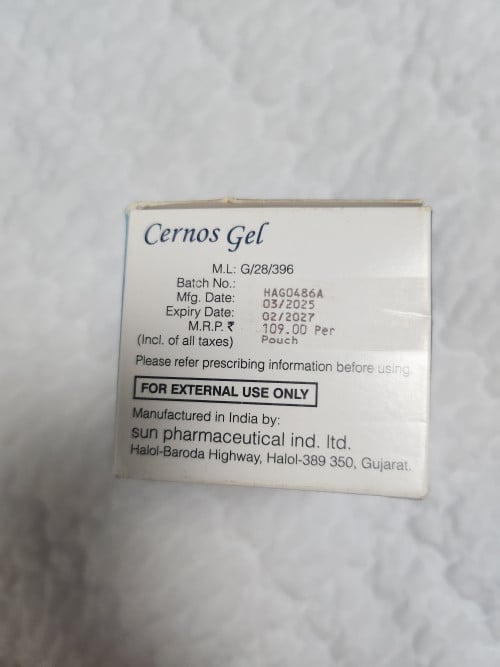 Cernos Gel
M.L: G/28/396
Batch No.: HAG0486A
Mfg. Date: 03/2025
Expiry Date: 02/2027
M.R.P. ₹ 109.00 Per
(Incl. of all taxes) Pouch
Please refer prescribing information before using
FOR EXTERNAL USE ONLY
Manufactured in India by:
sun pharmaceutical ind. ltd.
Halol-Baroda Highway, Halol-389 350, Gujarat.